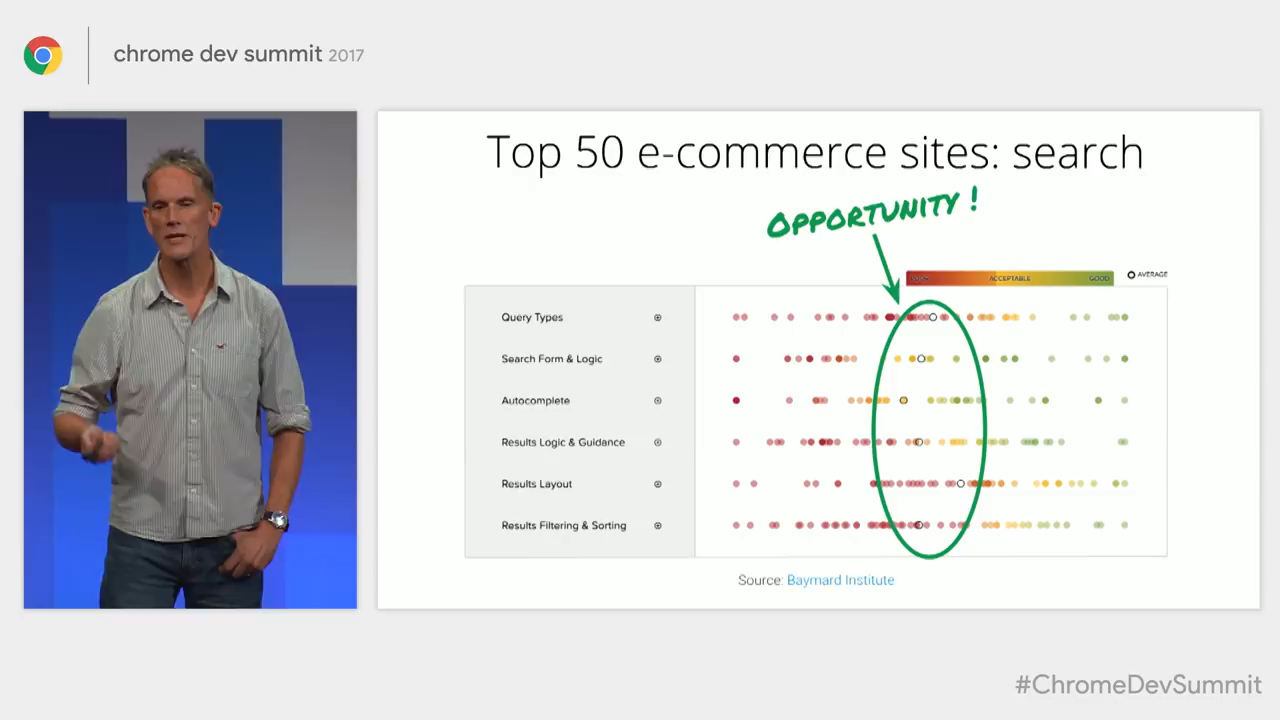 chrome dev summit 2017
Top 50 e-commerce sites: search
OPPORTUNITY !
ACCEPTABLE
GOOD
AVERAGE
Query Types
Search Form & Logic
Autocomplete
Results Logic & Guidance
Results Layout
Results Filtering & Sorting
Source: Baymard Institute
#ChromeDevSummit